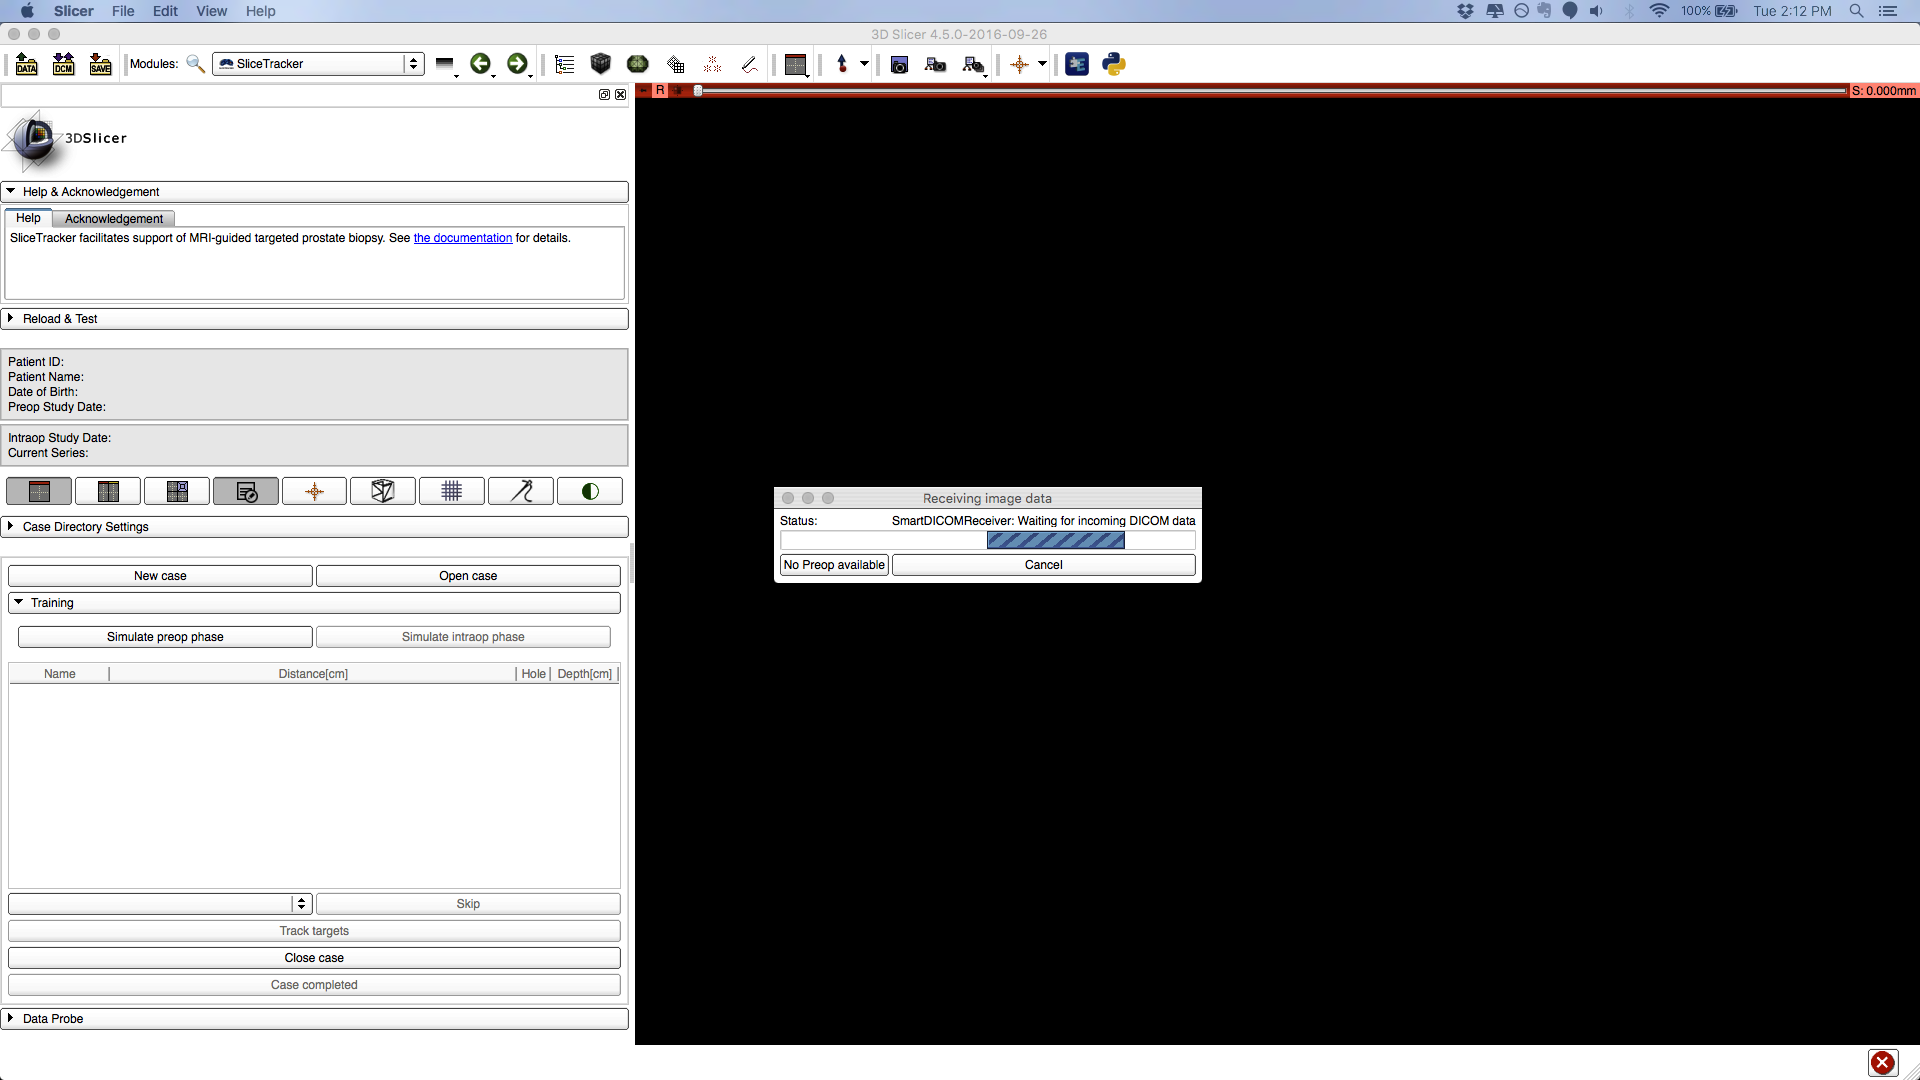 Slicer File Edit View Help 100% Tue 2:12 PM
3D Slicer 4.5.0-2016-09-26
DATA DCM SAVE Modules: SliceTracker
R S: 0.000mm
3DSlicer
Help & Acknowledgement
Help Acknowledgement
SliceTracker facilitates support of MRI-guided targeted prostate biopsy. See the documentation for details.
Reload & Test
Patient ID:
Patient Name:
Date of Birth:
Preop Study Date:
Intraop Study Date:
Current Series:
Receiving image data
Status: SmartDICOMReceiver: Waiting for incoming DICOM data
No Preop available Cancel
Case Directory Settings
New case Open case
Training
Simulate preop phase Simulate intraop phase
Name Distance[cm] Hole Depth[cm]
Skip
Track targets
Close case
Case completed
Data Probe